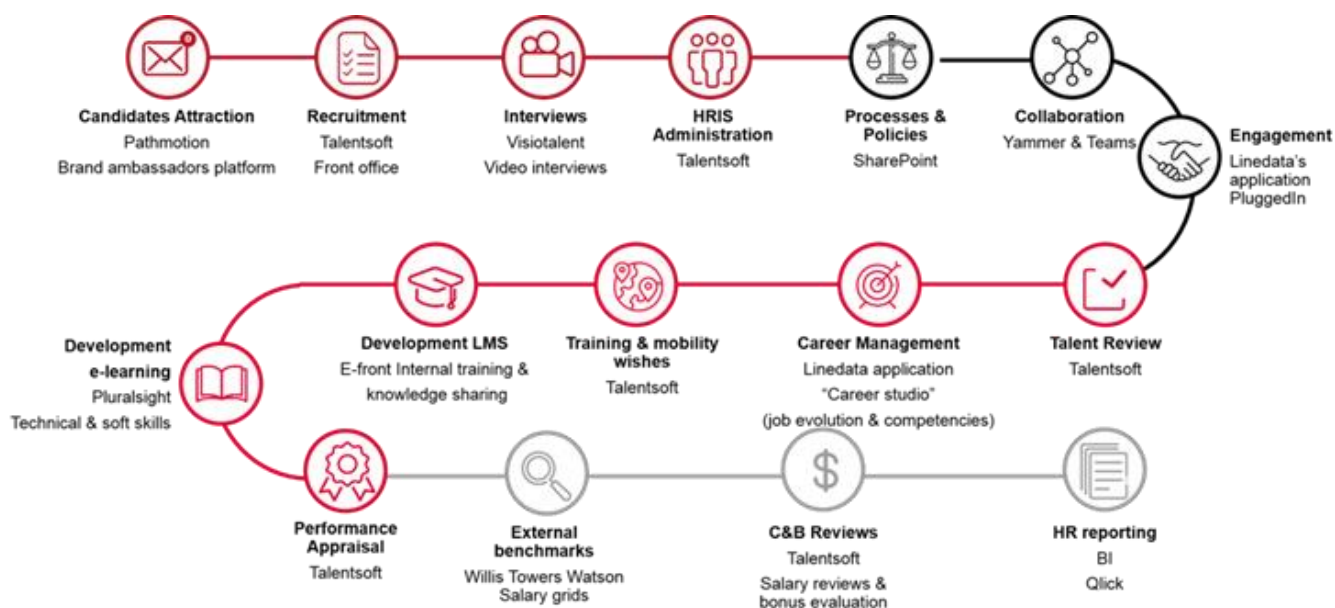 Candidates Attraction
Pathmotion
Brand ambassadors platform
Recruitment
Talentsoft
Front office
Interviews
Visiotalent
Video interviews
HRIS
Administration
Talentsoft
Processes &
Policies
SharePoint
Collaboration
Yammer & Teams
Engagement
Linedata's
application
PluggedIn
Talent Review
Talentsoft
Career Management
Linedata application
“Career studio”
(job evolution & competencies)
Training & mobility
wishes
Talentsoft
Development LMS
E-front Internal training &
knowledge sharing
Development
e-learning
Pluralsight
Technical & soft skills
Performance
Appraisal
Talentsoft
External
benchmarks
Willis Towers Watson
Salary grids
$
C&B Reviews
Talentsoft
Salary reviews &
bonus evaluation
HR reporting
BI
Qlick